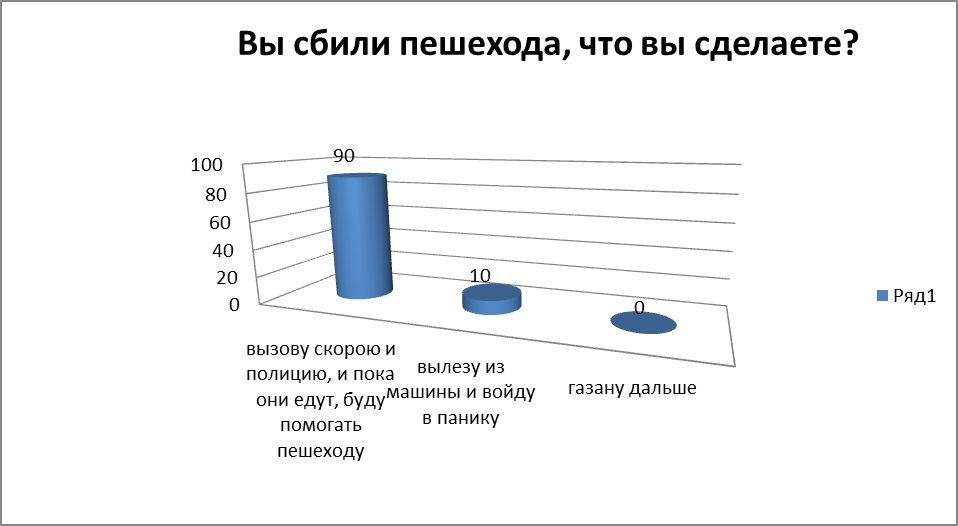 Вы сбили пешехода, что вы сделаете?
100
80
60
40
20
0
90
10
0
вызову скорою и
полицию, и пока
они едут, буду
помогать
пешеходу
вылезу из
машины и войду
в панику
газану дальше
Ряд1